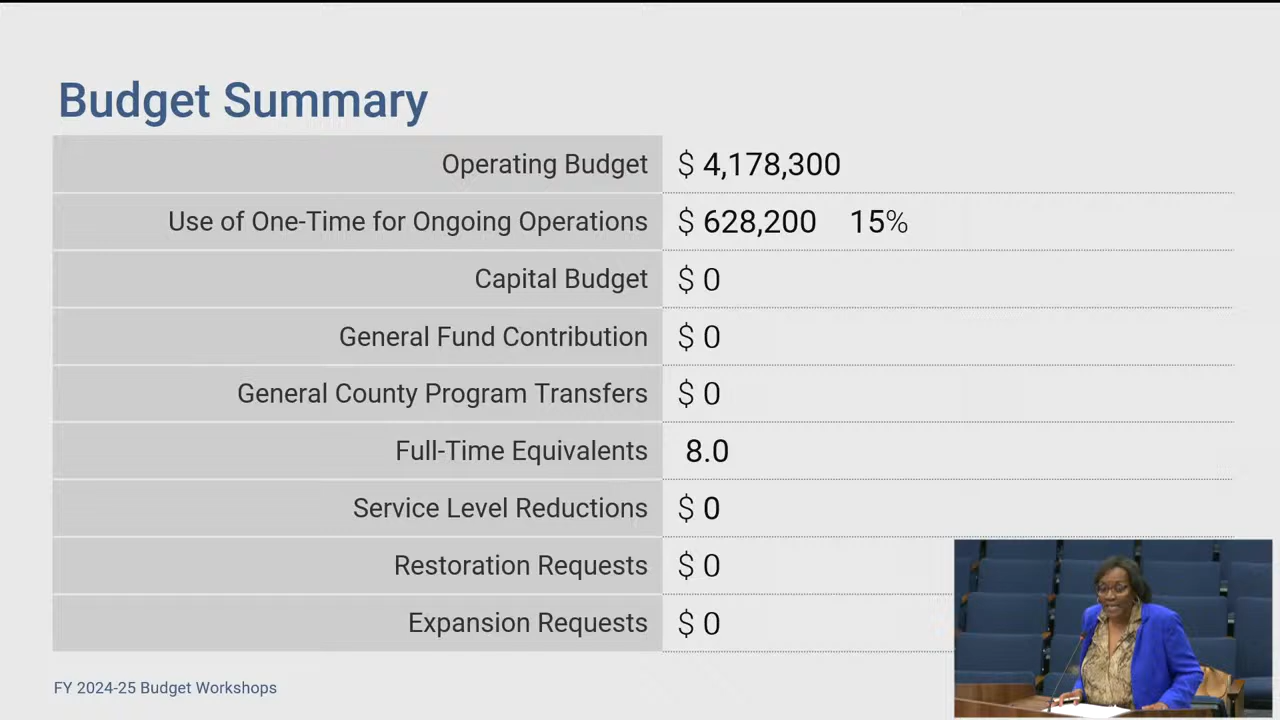 Budget Summary
Operating Budget $ 4,178,300
Use of One-Time for Ongoing Operations $ 628,200 15%
Capital Budget $ 0
General Fund Contribution $ 0
General County Program Transfers $ 0
Full-Time Equivalents 8.0
Service Level Reductions $ 0
Restoration Requests $ 0
Expansion Requests $ 0
FY 2024-25 Budget Workshops